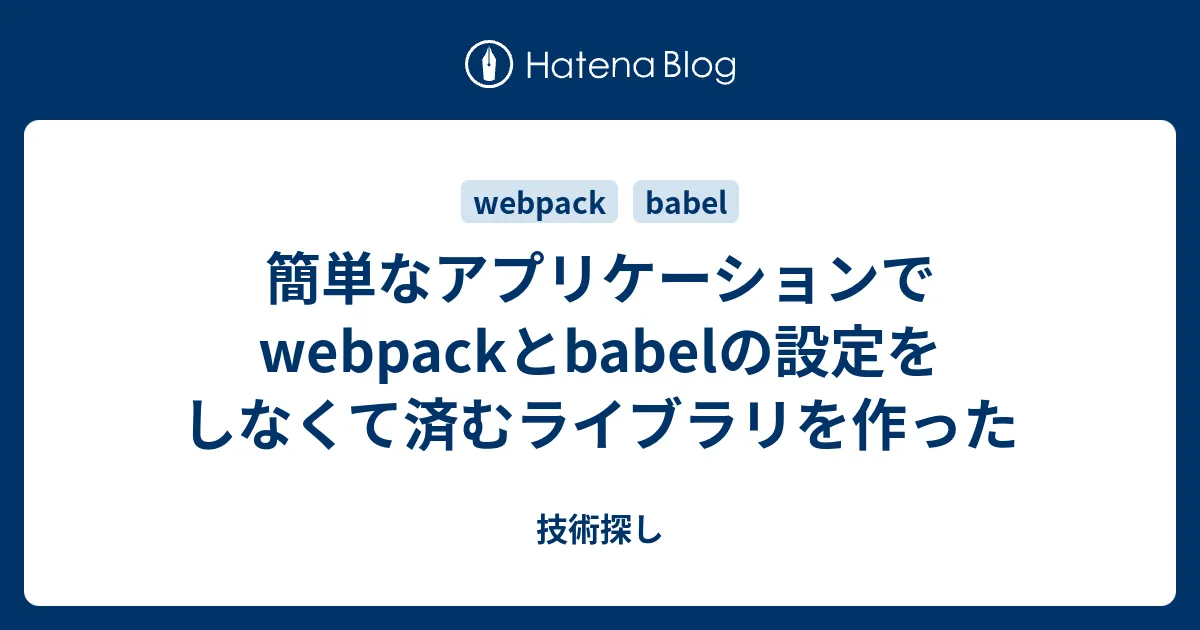 Hatena Blog
webpack babel
簡単なアプリケーションで
webpackとbabelの設定を
しなくて済むライブラリを作った
技術探し